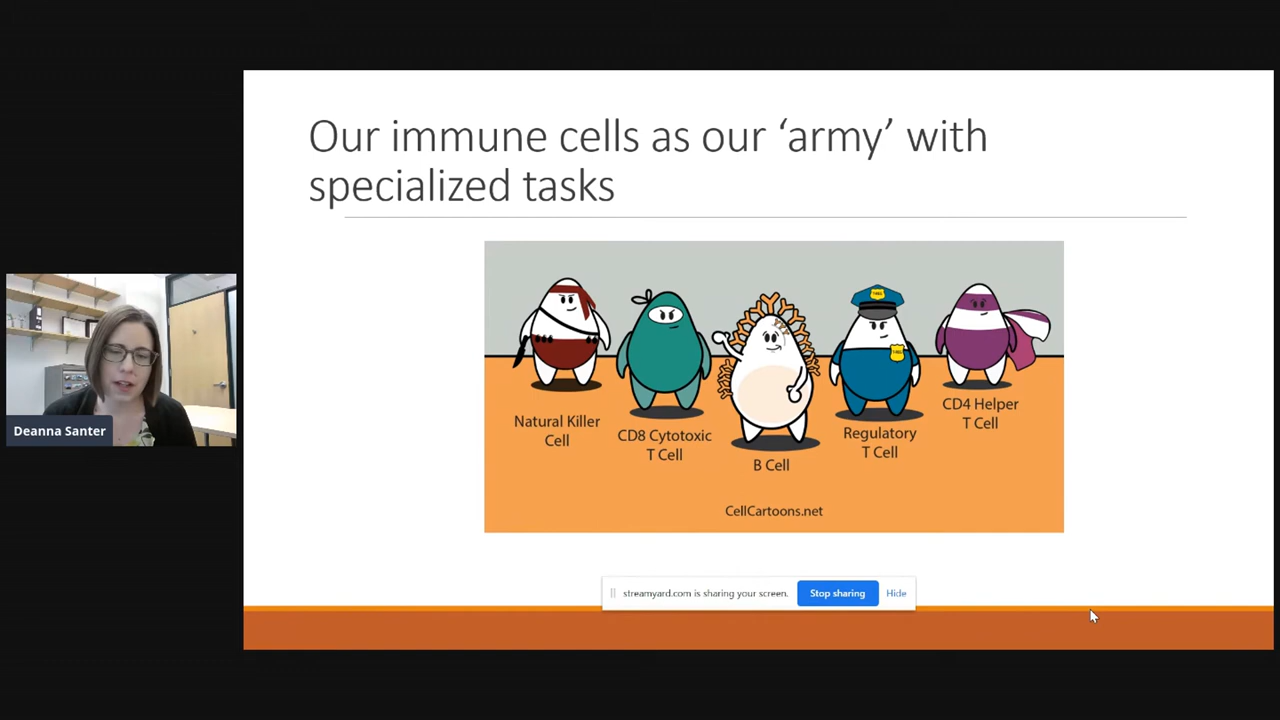 Our immune cells as our ‘army’ with
specialized tasks
Natural Killer
Cell
CD8 Cytotoxic
T Cell
B Cell
Regulatory
T Cell
CD4 Helper
T Cell
CellCartoons.net
Deanna Santer
streamyard.com is sharing your screen.
Stop sharing
Hide